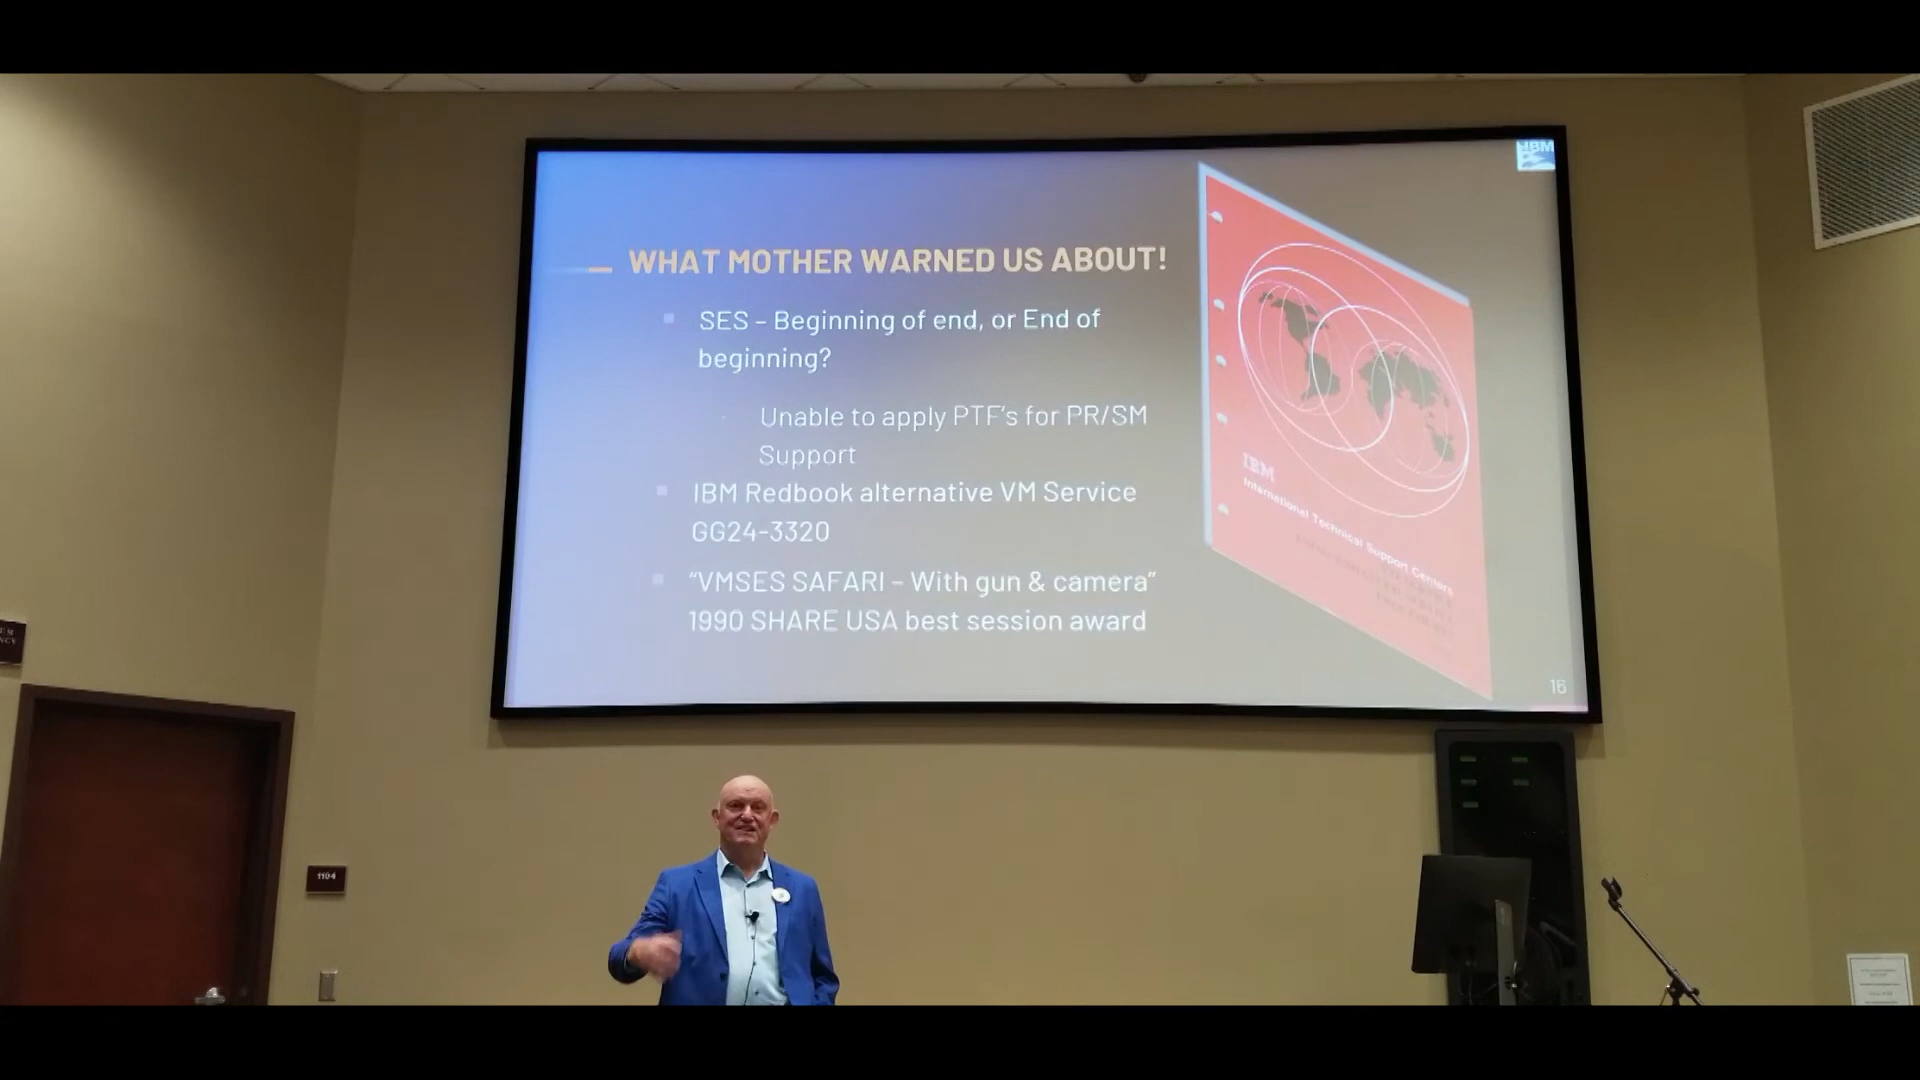 IBM
WHAT MOTHER WARNED US ABOUT!
SES – Beginning of end, or End of
beginning?
Unable to apply PTF's for PR/SM
Support
IBM Redbook alternative VM Service
GG24-3320
“VMSES SAFARI – With gun & camera”
1990 SHARE USA best session award
IBM
International Technical Support Centers
16
1104